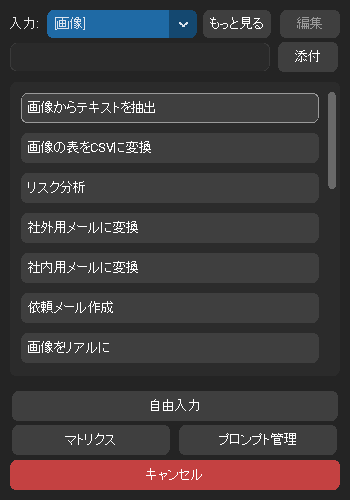 入力: [画像] もっと見る 編集
添付
画像からテキストを抽出
画像の表をCSVに変換
リスク分析
社外用メールに変換
社内用メールに変換
依頼メール作成
画像をリアルに
自由入力
マトリクス プロンプト管理
キャンセル